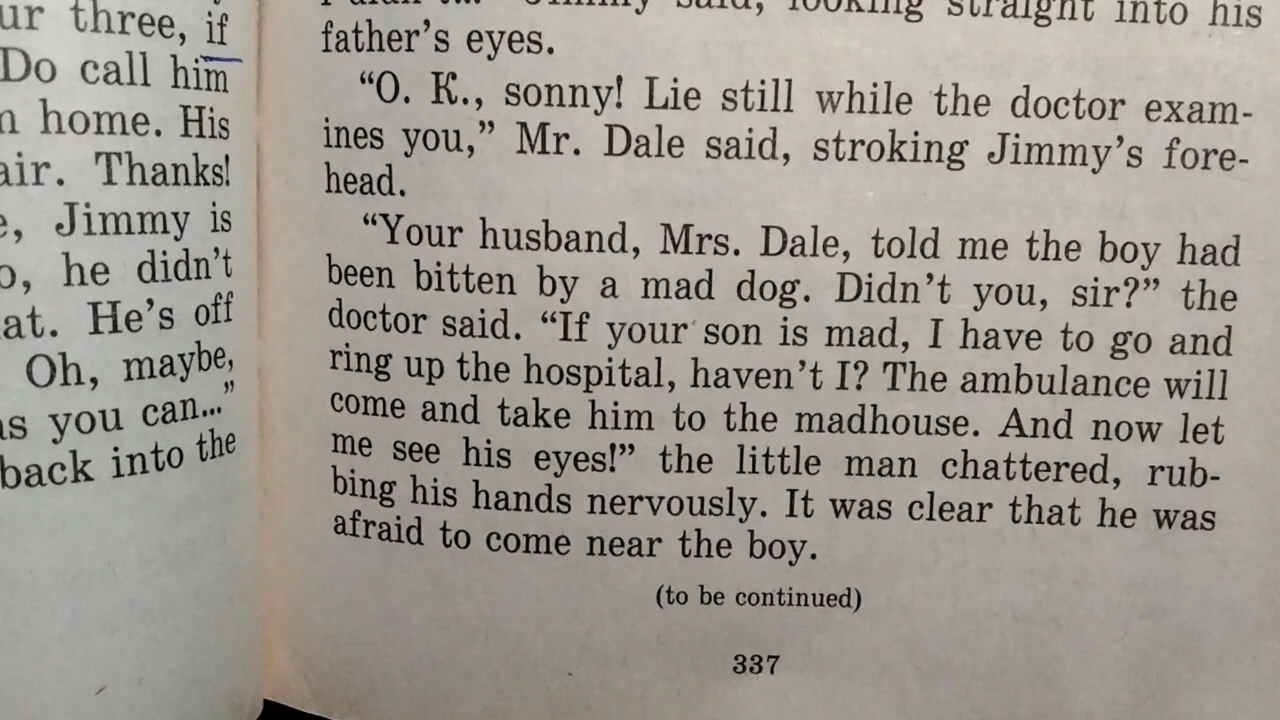 ur three, if
Do call him
home. His
air. Thanks!
Jimmy is
he didn't
at. He's off
Oh, maybe,
as you can..."
back into the
said, looking straight into his
father's eyes.
“O. K., sonny! Lie still while the doctor exam-
ines you,” Mr. Dale said, stroking Jimmy's fore-
head.
“Your husband, Mrs. Dale, told me the boy had
been bitten by a mad dog. Didn't you, sir?” the
doctor said. “If your son is mad, I have to go and
ring up the hospital, haven't I? The ambulance will
come and take him to the madhouse. And now let
me see his eyes!” the little man chattered, rub-
bing his hands nervously. It was clear that he was
afraid to come near the boy.
(to be continued)
337